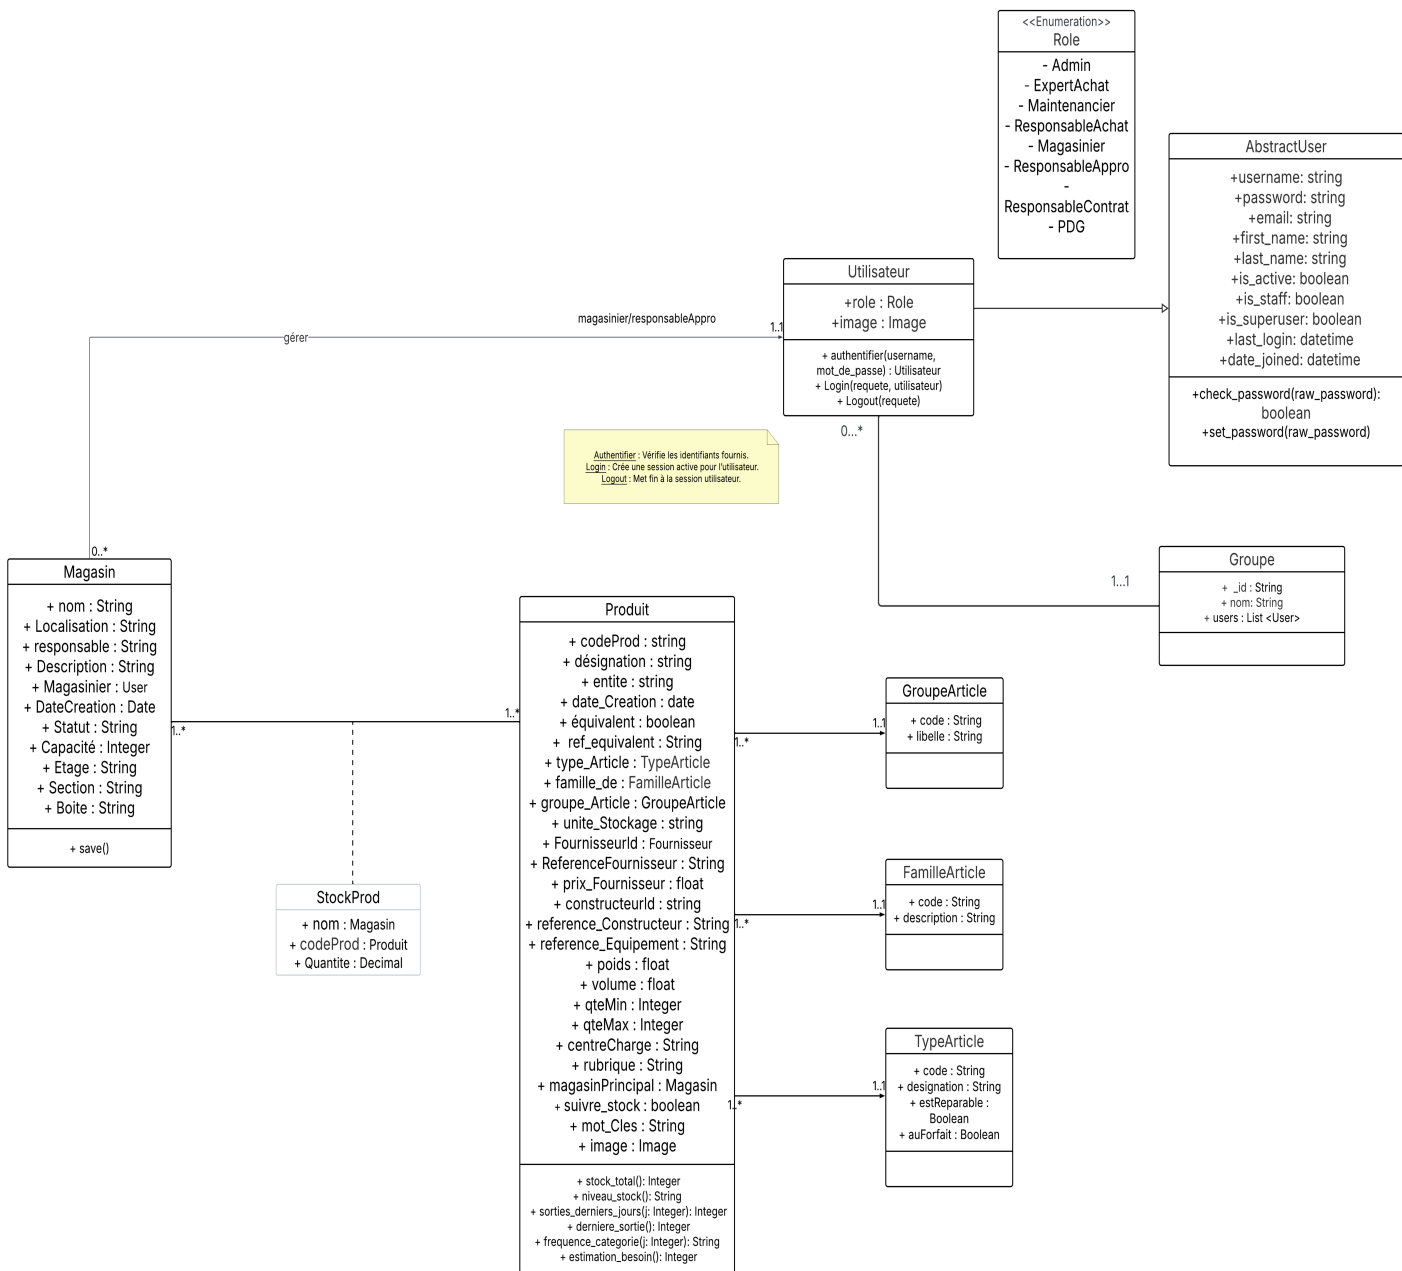 <<Enumeration>>
Role
- Admin
- ExpertAchat
- Maintenancier
- ResponsableAchat
- Magasinier
- ResponsableAppro
-
ResponsableContrat
- PDG
AbstractUser
+username: string
+password: string
+email: string
+first_name: string
+last_name: string
+is_active: boolean
+is_staff: boolean
+is_superuser: boolean
+last_login: datetime
+date_joined: datetime
+check_password(raw_password):
boolean
+set_password(raw_password)
Utilisateur
+role : Role
+image : Image
+ authentifier(username,
mot_de_passe) : Utilisateur
+ Login(requete, utilisateur)
+ Logout(requete)
magasinier/responsableAppro
1..1
gérer
0..*
0...*
1...1
Authentifier : Vérifie les identifiants fournis.
Login : Crée une session active pour l'utilisateur.
Logout : Met fin à la session utilisateur.
Groupe
+ _id : String
+ nom: String
+ users : List <User>
Magasin
+ nom : String
+ Localisation : String
+ responsable : String
+ Description : String
+ Magasinier : User
+ DateCreation : Date
+ Statut : String
+ Capacité : Integer
+ Etage : String
+ Section : String
+ Boite : String
+ save()
1..*
1..*
StockProd
+ nom : Magasin
+ codeProd : Produit
+ Quantite : Decimal
Produit
+ codeProd : string
+ désignation : string
+ entite : string
+ date_Creation : date
+ équivalent : boolean
+ ref_equivalent : String
+ type_Article : TypeArticle
+ famille_de : FamilleArticle
+ groupe_Article : GroupeArticle
+ unite_Stockage : string
+ FournisseurId : Fournisseur
+ ReferenceFournisseur : String
+ prix_Fournisseur : float
+ constructeurId : string
+ reference_Constructeur : String
+ reference_Equipement : String
+ poids : float
+ volume : float
+ qteMin : Integer
+ qteMax : Integer
+ centreCharge : String
+ rubrique : String
+ magasinPrincipal : Magasin
+ suivre_stock : boolean
+ mot_Cles : String
+ image : Image
+ stock_total(): Integer
+ niveau_stock(): String
+ sorties_derniers_jours(j: Integer): Integer
+ derniere_sortie(): Integer
+ frequence_categorie(j: Integer): String
+ estimation_besoin(): Integer
1..*
1..1
GroupeArticle
+ code : String
+ libelle : String
1..*
1..1
FamilleArticle
+ code : String
+ description : String
1..*
1..1
TypeArticle
+ code : String
+ designation : String
+ estReparable :
Boolean
+ auForfait : Boolean